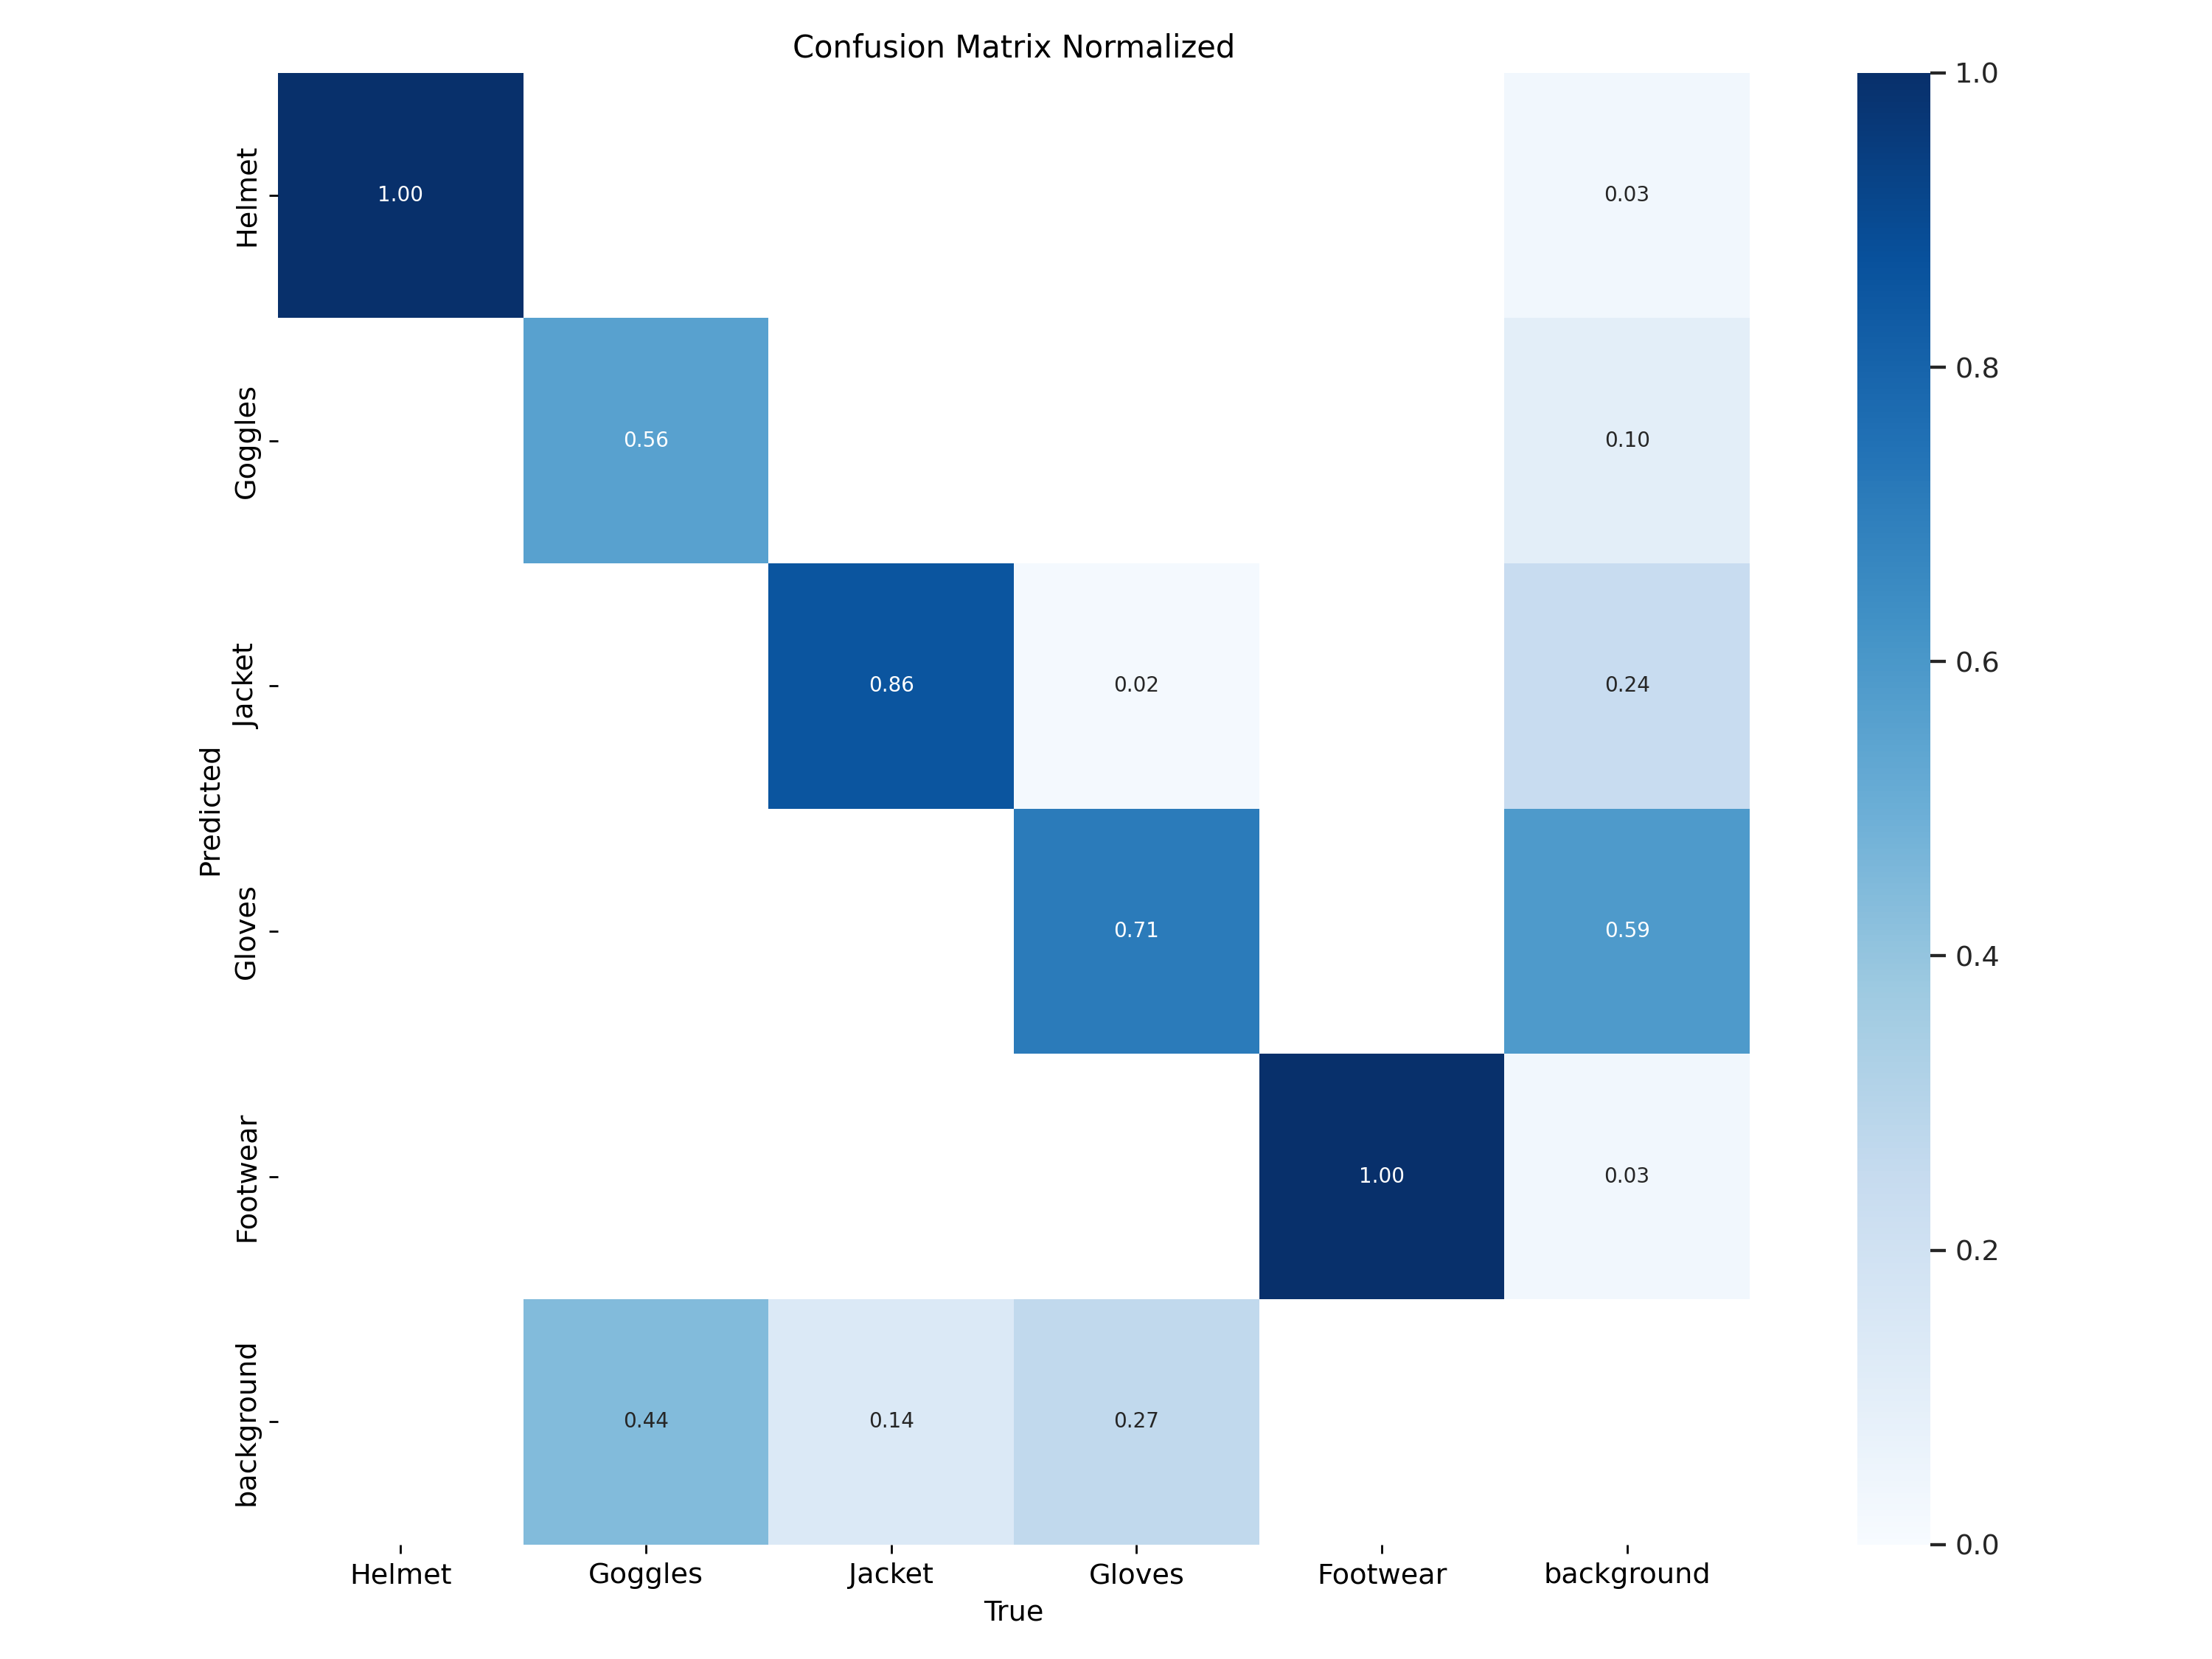 Confusion Matrix Normalized
Helmet
1.00
0.03
Goggles
0.56
0.10
Jacket
0.86
0.02
0.24
Gloves
0.71
0.59
Footwear
1.00
0.03
background
0.44
0.14
0.27
Predicted
Helmet Goggles Jacket Gloves Footwear background
True
1.0
0.8
0.6
0.4
0.2
0.0